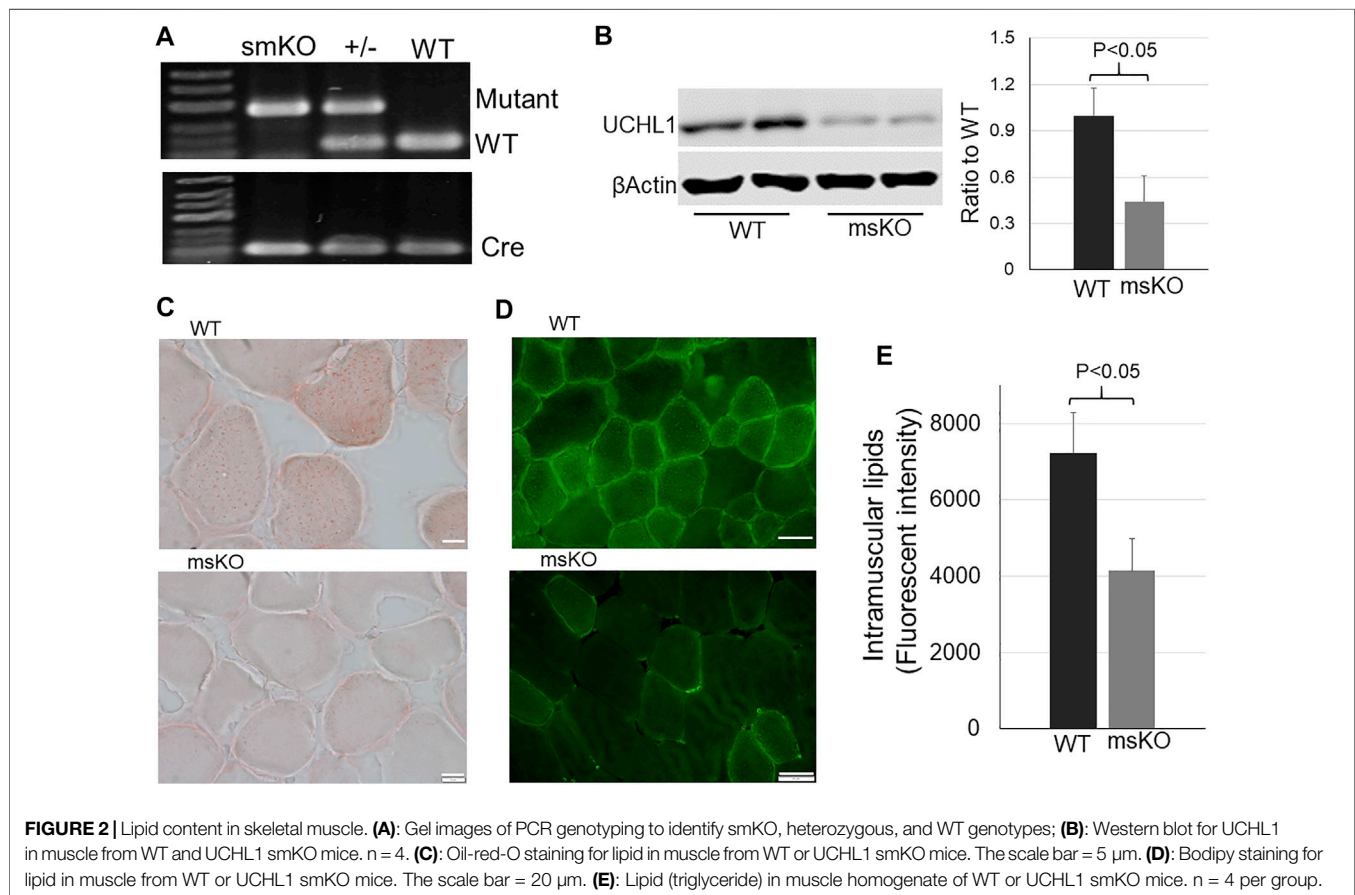 A
smKO +/- WT
Mutant
WT
Cre
B
UCHL1
βActin
WT msKO
Ratio to WT
1.5
1.2
0.9
0.6
0.3
0
P<0.05
WT msKO
C
WT
msKO
D
WT
msKO
E
Intramuscular lipids
(Fluorescent intensity)
8000
6000
4000
2000
0
P<0.05
WT msKO
FIGURE 2 | Lipid content in skeletal muscle. (A): Gel images of PCR genotyping to identify smKO, heterozygous, and WT genotypes; (B): Western blot for UCHL1
in muscle from WT and UCHL1 smKO mice. n = 4. (C): Oil-red-O staining for lipid in muscle from WT or UCHL1 smKO mice. The scale bar = 5 μm. (D): Bodipy staining for
lipid in muscle from WT or UCHL1 smKO mice. The scale bar = 20 μm. (E): Lipid (triglyceride) in muscle homogenate of WT or UCHL1 smKO mice. n = 4 per group.